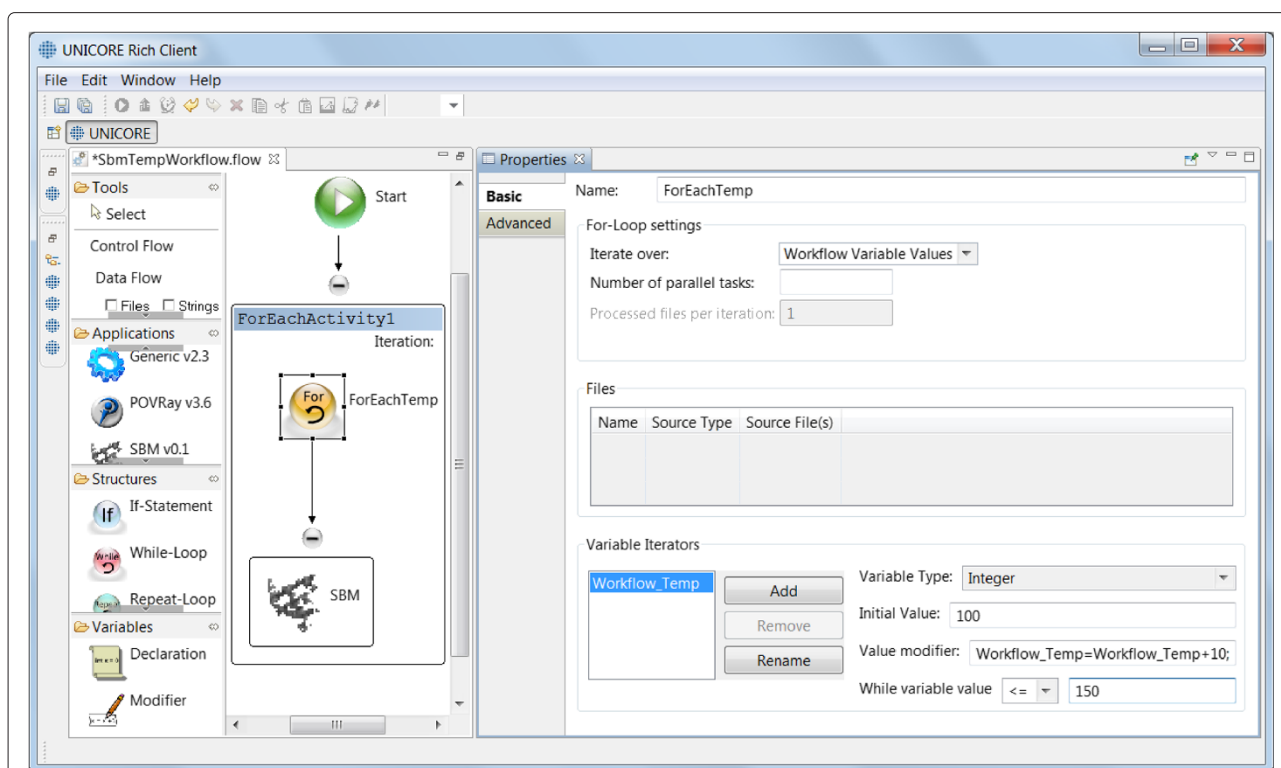 UNICORE Rich Client
File Edit Window Help
UNICORE
*SbmTempWorkflow.flow
Tools
Select
Control Flow
Data Flow
Files Strings
Applications
Generic v2.3
POVRay v3.6
SBM v0.1
Structures
If
If-Statement
While
While-Loop
Repeat
Repeat-Loop
Variables
Declaration
Modifier
Start
ForEachActivity1
Iteration:
For
ForEachTemp
SBM
Properties
Basic
Advanced
Name: ForEachTemp
For-Loop settings
Iterate over: Workflow Variable Values
Number of parallel tasks:
Processed files per iteration: 1
Files
Name Source Type Source File(s)
Variable Iterators
Workflow_Temp
Add
Remove
Rename
Variable Type: Integer
Initial Value: 100
Value modifier: Workflow_Temp=Workflow_Temp+10;
While variable value <= 150